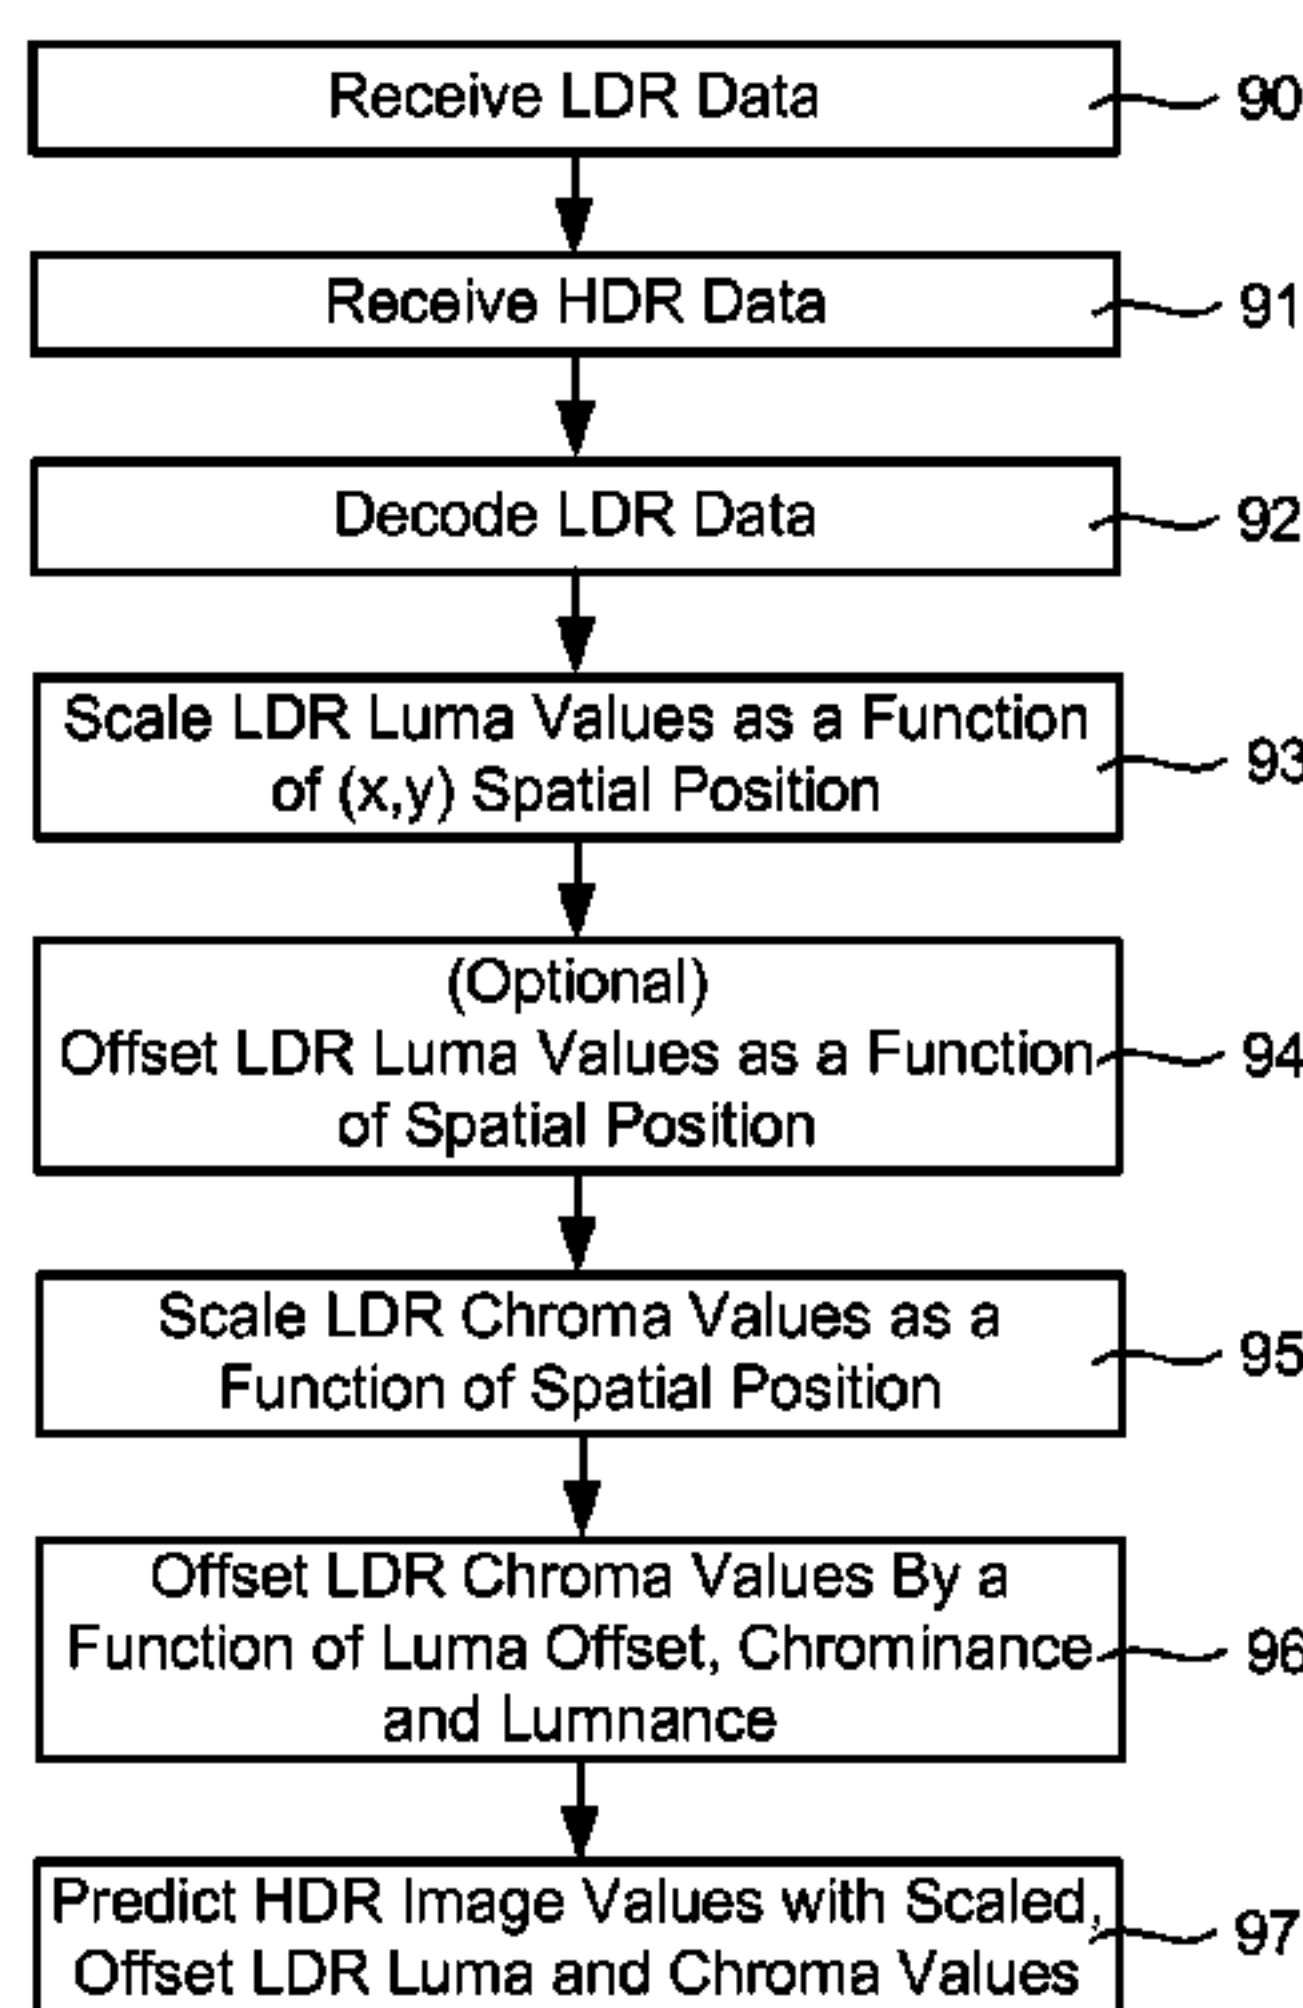 Receive LDR Data
90
Receive HDR Data
91
Decode LDR Data
92
Scale LDR Luma Values as a Function
of (x,y) Spatial Position
93
(Optional)
Offset LDR Luma Values as a Function
of Spatial Position
94
Scale LDR Chroma Values as a
Function of Spatial Position
95
Offset LDR Chroma Values By a
Function of Luma Offset, Chrominance
and Lumnance
96
Predict HDR Image Values with Scaled,
Offset LDR Luma and Chroma Values
97